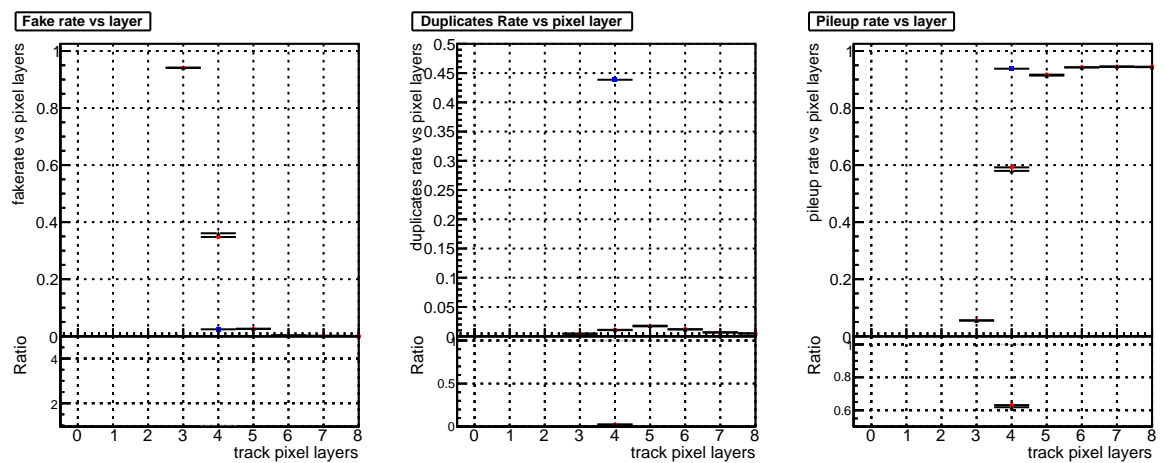 Fake rate vs layer
fakerate vs pixel layers
1
0.8
0.6
0.4
0.2
0
Ratio
4
2
0 1 2 3 4 5 6 7 8
track pixel layers
Duplicates Rate vs pixel layer
duplicates rate vs pixel layers
0.5
0.45
0.4
0.35
0.3
0.25
0.2
0.15
0.1
0.05
0
Ratio
1
0.5
0
0 1 2 3 4 5 6 7 8
track pixel layers
Pileup rate vs layer
pileup rate vs pixel layers
1
0.8
0.6
0.4
0.2
0
Ratio
1
0.8
0.6
0 1 2 3 4 5 6 7 8
track pixel layers